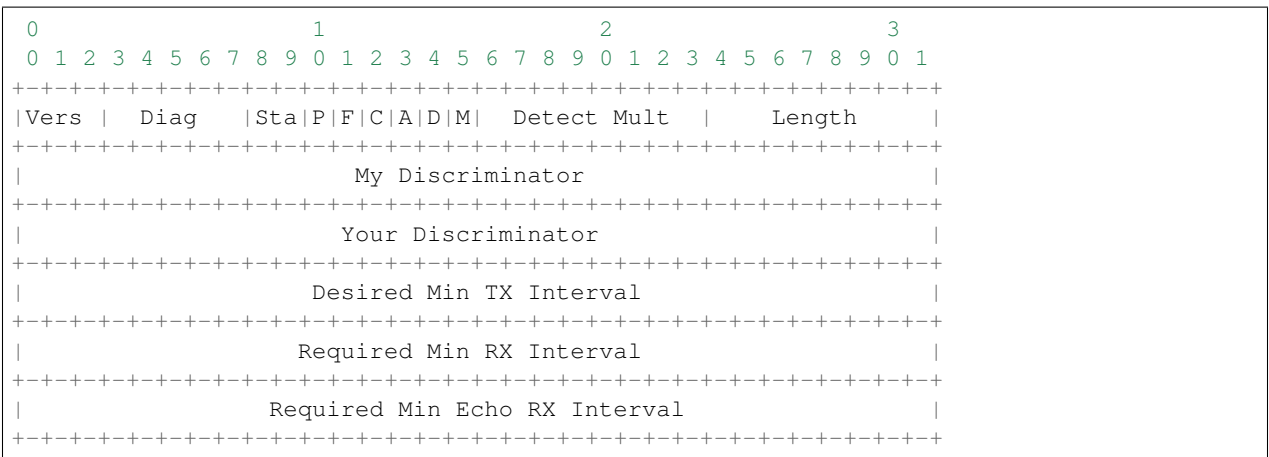 0                   1                   2                   3
 0 1 2 3 4 5 6 7 8 9 0 1 2 3 4 5 6 7 8 9 0 1 2 3 4 5 6 7 8 9 0 1
+-+-+-+-+-+-+-+-+-+-+-+-+-+-+-+-+-+-+-+-+-+-+-+-+-+-+-+-+-+-+-+-+
|Vers |  Diag   |Sta|P|F|C|A|D|M|  Detect Mult  |    Length     |
+-+-+-+-+-+-+-+-+-+-+-+-+-+-+-+-+-+-+-+-+-+-+-+-+-+-+-+-+-+-+-+-+
|                       My Discriminator                        |
+-+-+-+-+-+-+-+-+-+-+-+-+-+-+-+-+-+-+-+-+-+-+-+-+-+-+-+-+-+-+-+-+
|                      Your Discriminator                       |
+-+-+-+-+-+-+-+-+-+-+-+-+-+-+-+-+-+-+-+-+-+-+-+-+-+-+-+-+-+-+-+-+
|                    Desired Min TX Interval                    |
+-+-+-+-+-+-+-+-+-+-+-+-+-+-+-+-+-+-+-+-+-+-+-+-+-+-+-+-+-+-+-+-+
|                   Required Min RX Interval                    |
+-+-+-+-+-+-+-+-+-+-+-+-+-+-+-+-+-+-+-+-+-+-+-+-+-+-+-+-+-+-+-+-+
|                 Required Min Echo RX Interval                 |
+-+-+-+-+-+-+-+-+-+-+-+-+-+-+-+-+-+-+-+-+-+-+-+-+-+-+-+-+-+-+-+-+